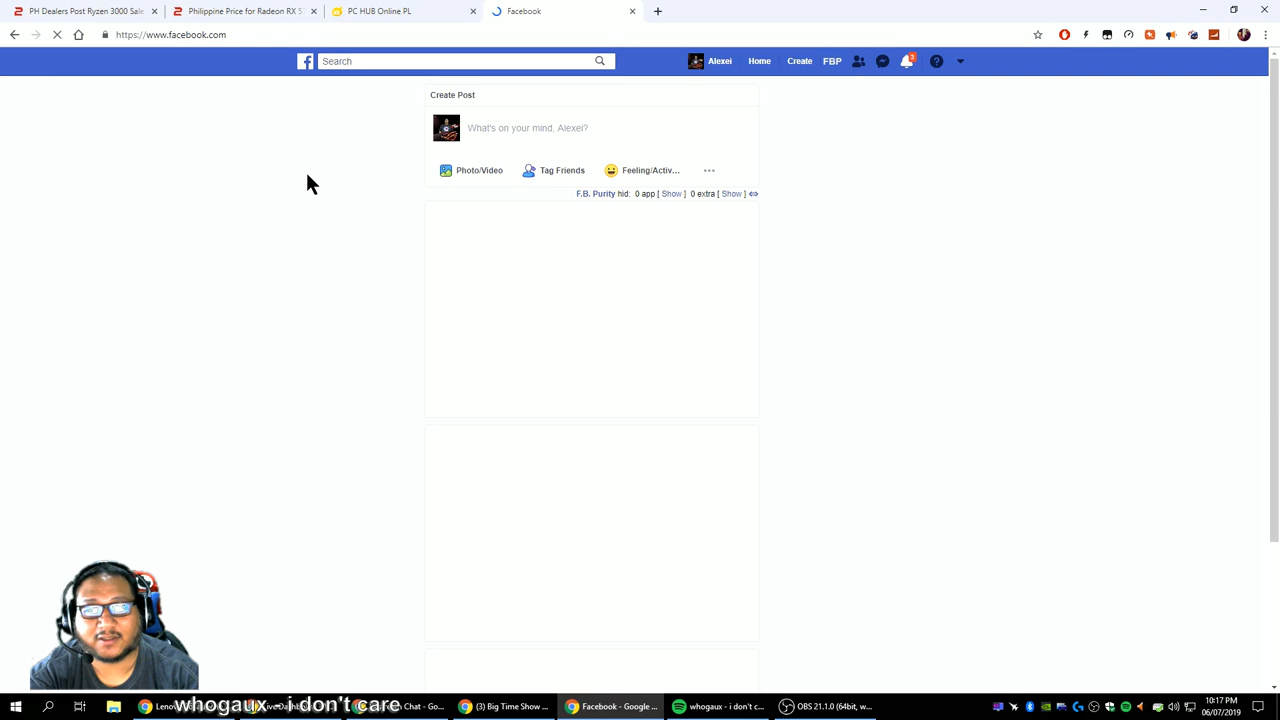 PH Dealers Post Ryzen 3000 Sale
Philippine Price for Radeon RX 5
PC HUB Online PL
Facebook
https://www.facebook.com
Search
Alexei
Home
Create
FBP
3
Create Post
What's on your mind, Alexei?
Photo/Video
Tag Friends
Feeling/Activ...
F.B. Purity hid: 0 app [ Show ] 0 extra [ Show ]
whogaux - i don't care
(3) Big Time Show ...
Facebook - Google ...
whogaux - i don't c...
OBS 21.1.0 (64bit, w...
10:17 PM
06/07/2019